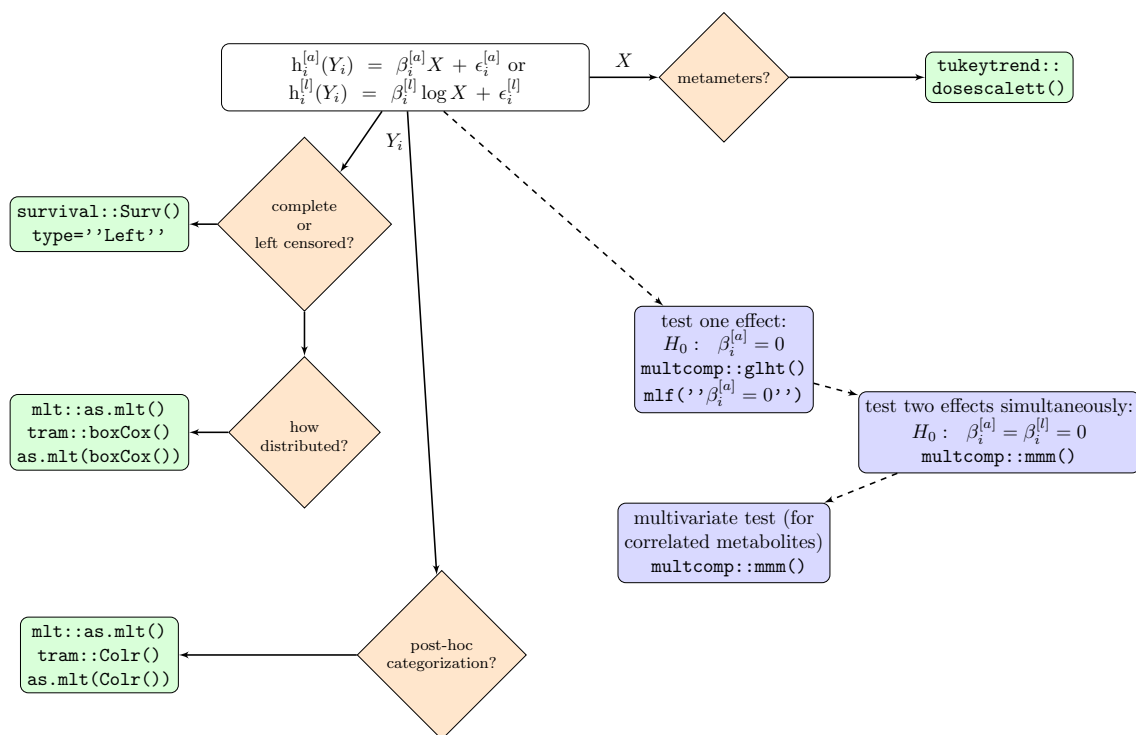 h_i^{[a]}(Y_i) = β_i^{[a]} X + ϵ_i^{[a]} or
h_i^{[l]}(Y_i) = β_i^{[l]} log X + ϵ_i^{[l]}
X
metameters?
tukeytrend::
dosescalett()
Y_i
complete
or
left censored?
survival::Surv()
type=’’Left’’
how
distributed?
mlt::as.mlt()
tram::boxCox()
as.mlt(boxCox())
test one effect:
H_0 : β_i^{[a]} = 0
multcomp::glht()
mlf(’’β_i^{[a]} = 0’’)
test two effects simultaneously:
H_0 : β_i^{[a]} = β_i^{[l]} = 0
multcomp::mmm()
multivariate test (for
correlated metabolites)
multcomp::mmm()
post-hoc
categorization?
mlt::as.mlt()
tram::Colr()
as.mlt(Colr())